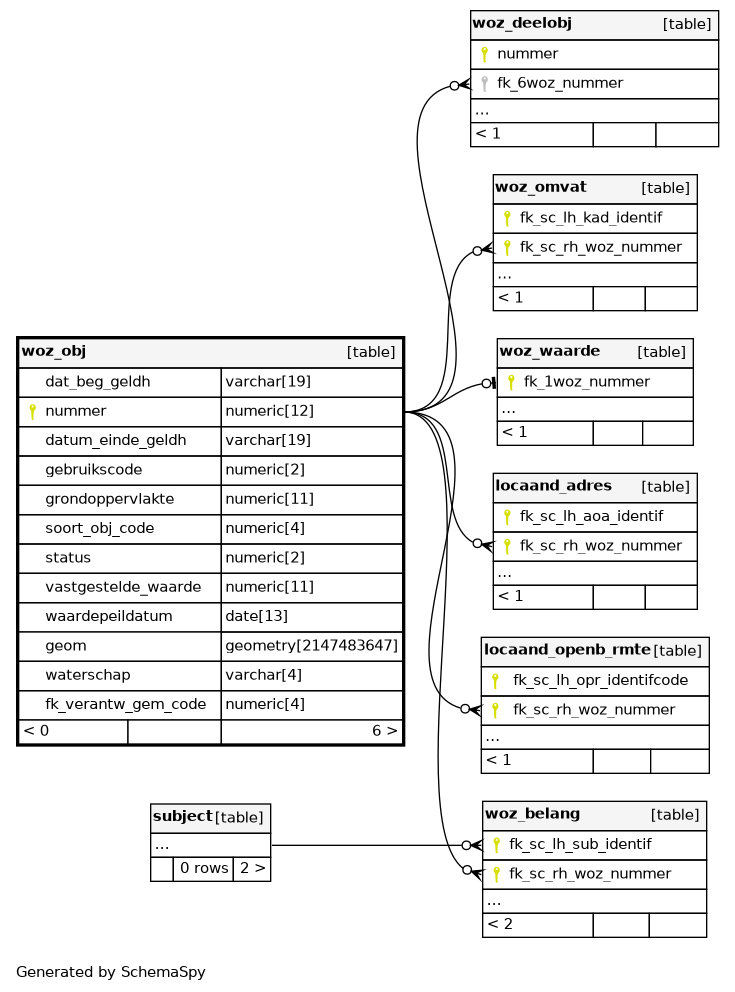 woz_deelobj [table]
nummer
fk_6woz_nummer
...
< 1
woz_omvat [table]
fk_sc_lh_kad_identif
fk_sc_rh_woz_nummer
...
< 1
woz_waarde [table]
fk_1woz_nummer
...
< 1
woz_obj [table]
dat_beg_geldh varchar[19]
nummer numeric[12]
datum_einde_geldh varchar[19]
gebruikscode numeric[2]
grondoppervlakte numeric[11]
soort_obj_code numeric[4]
status numeric[2]
vastgestelde_waarde numeric[11]
waardepeildatum date[13]
geom geometry[2147483647]
waterschap varchar[4]
fk_verantw_gem_code numeric[4]
< 0 6 >
locaand_adres [table]
fk_sc_lh_aoa_identif
fk_sc_rh_woz_nummer
...
< 1
locaand_openb_rmte [table]
fk_sc_lh_opr_identifcode
fk_sc_rh_woz_nummer
...
< 1
subject [table]
...
0 rows 2 >
woz_belang [table]
fk_sc_lh_sub_identif
fk_sc_rh_woz_nummer
...
< 2
Generated by SchemaSpy